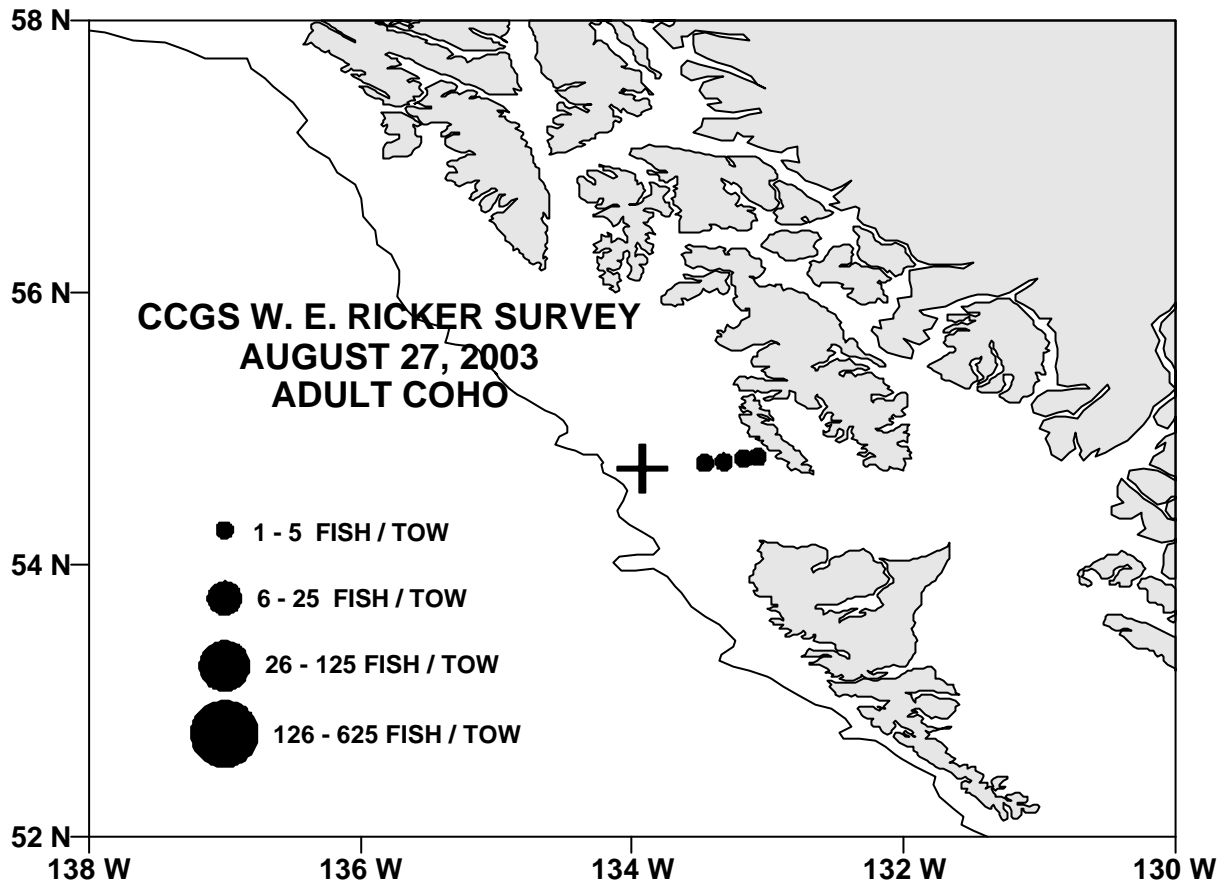 58 N
56 N
CCGS W. E. RICKER SURVEY
AUGUST 27, 2003
ADULT COHO
1 - 5 FISH / TOW
54 N
6 - 25 FISH / TOW
26 - 125 FISH / TOW
126 - 625 FISH / TOW
52 N
138 W 136 W 134 W 132 W 130 W